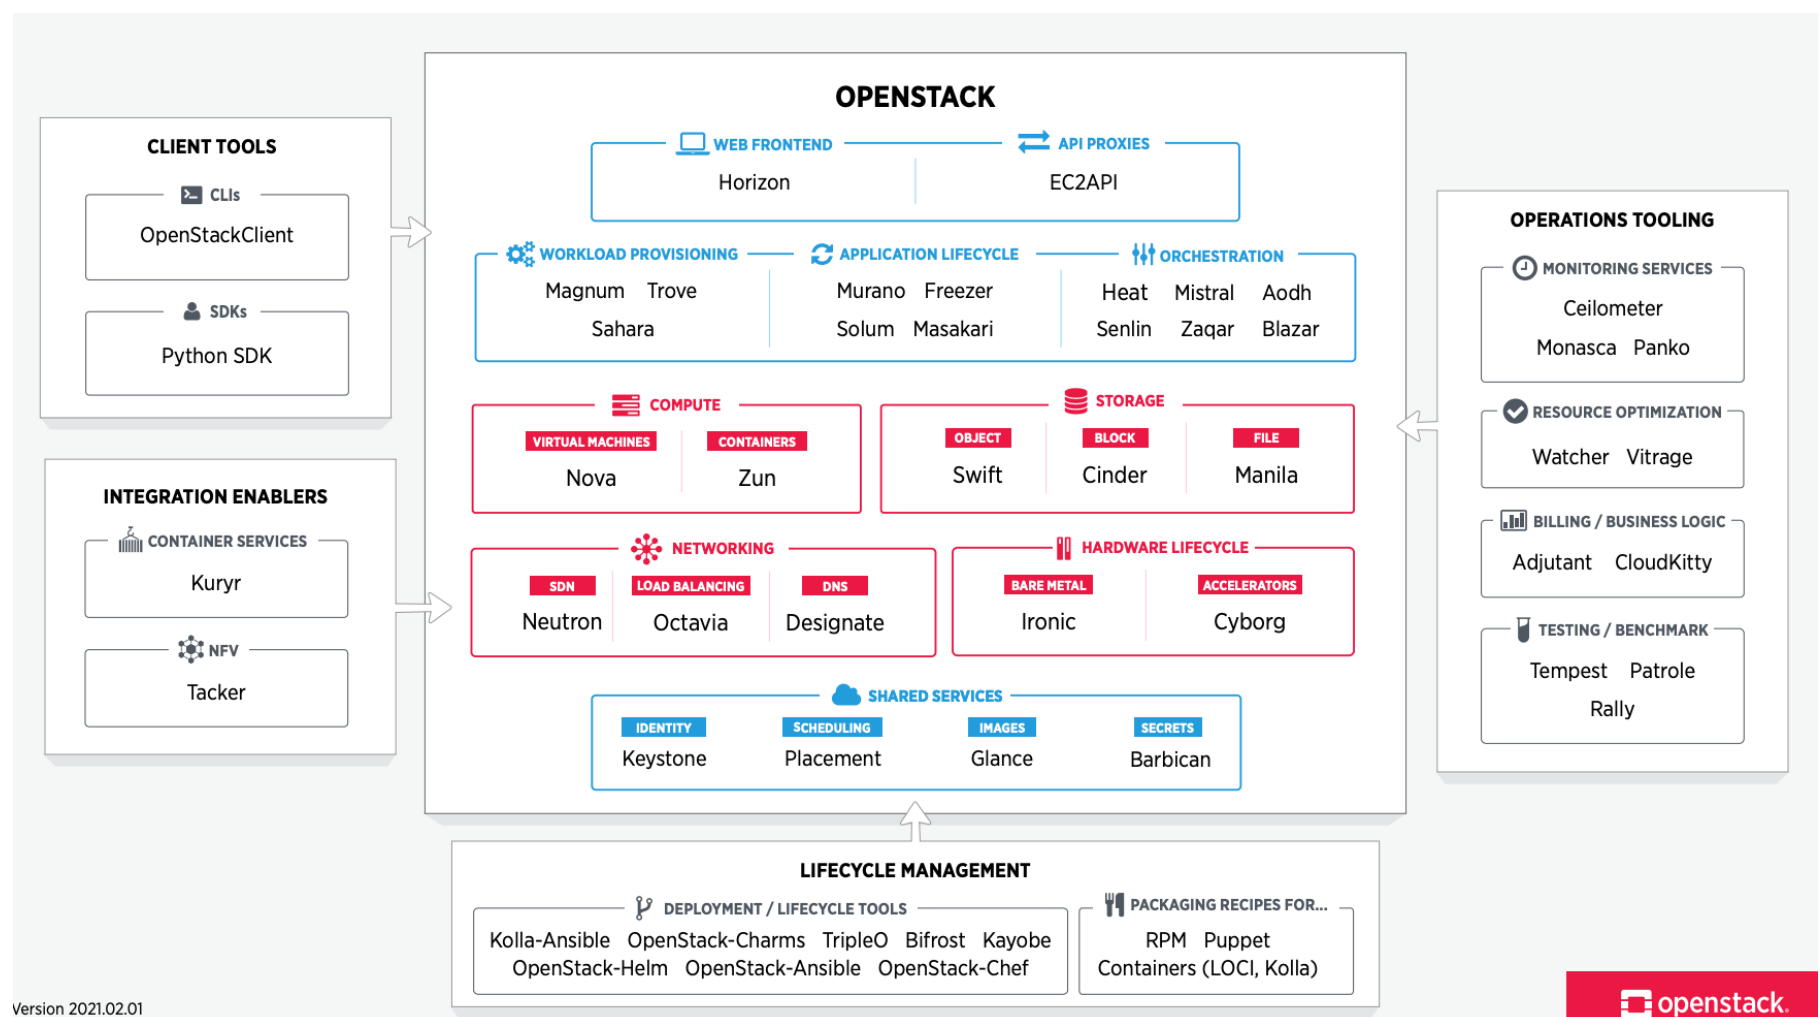 OPENSTACK
WEB FRONTEND
API PROXIES
Horizon
EC2API
WORKLOAD PROVISIONING
APPLICATION LIFECYCLE
ORCHESTRATION
Magnum Trove
Sahara
Murano Freezer
Solum Masakari
Heat Mistral Aodh
Senlin Zaqar Blazar
COMPUTE
VIRTUAL MACHINES
CONTAINERS
Nova
Zun
STORAGE
OBJECT
BLOCK
FILE
Swift
Cinder
Manila
NETWORKING
SDN
LOAD BALANCING
DNS
Neutron
Octavia
Designate
HARDWARE LIFECYCLE
BARE METAL
ACCELERATORS
Ironic
Cyborg
SHARED SERVICES
IDENTITY
SCHEDULING
IMAGES
SECRETS
Keystone
Placement
Glance
Barbican
CLIENT TOOLS
CLIs
OpenStackClient
SDKs
Python SDK
INTEGRATION ENABLERS
CONTAINER SERVICES
Kuryr
NFV
Tacker
OPERATIONS TOOLING
MONITORING SERVICES
Ceilometer
Monasca Panko
RESOURCE OPTIMIZATION
Watcher Vitrage
BILLING / BUSINESS LOGIC
Adjutant CloudKitty
TESTING / BENCHMARK
Tempest Patrole
Rally
LIFECYCLE MANAGEMENT
DEPLOYMENT / LIFECYCLE TOOLS
Kolla-Ansible OpenStack-Charms TripleO Bifrost Kayobe
OpenStack-Helm OpenStack-Ansible OpenStack-Chef
PACKAGING RECIPES FOR...
RPM Puppet
Containers (LOCI, Kolla)
Version 2021.02.01
openstack.